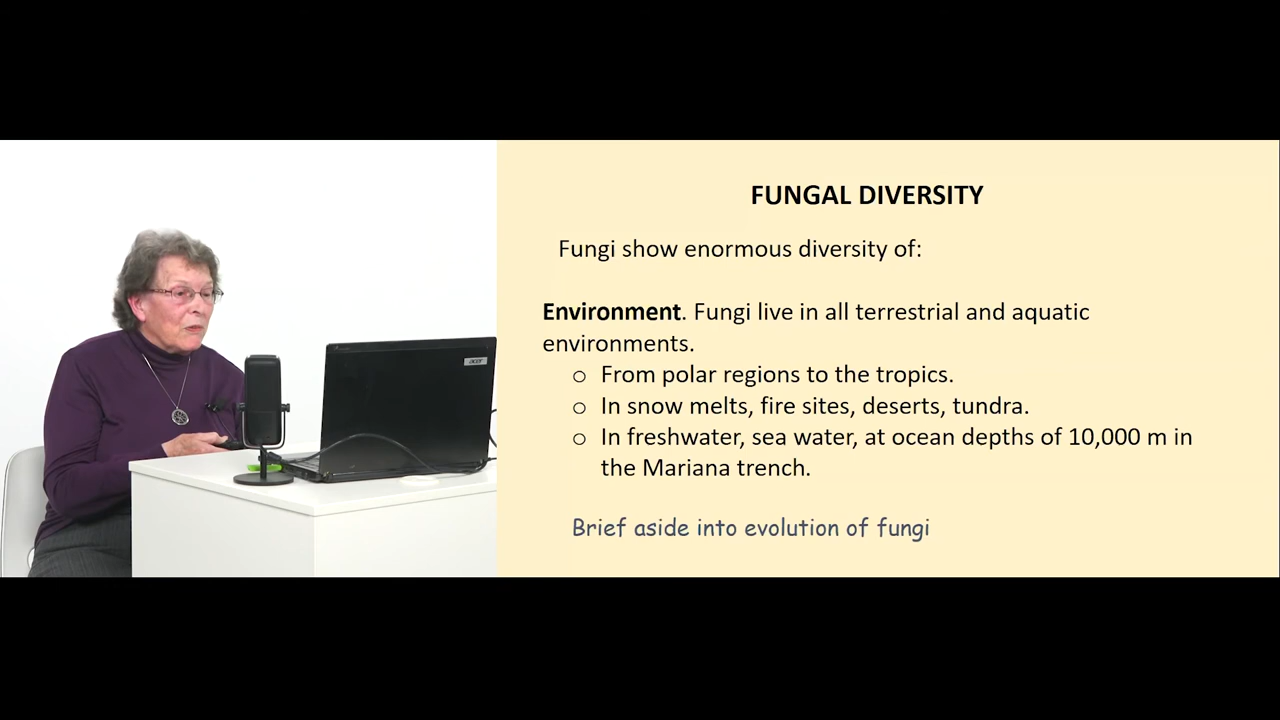 FUNGAL DIVERSITY
Fungi show enormous diversity of:
Environment. Fungi live in all terrestrial and aquatic
environments.
o From polar regions to the tropics.
o In snow melts, fire sites, deserts, tundra.
o In freshwater, sea water, at ocean depths of 10,000 m in
the Mariana trench.
Brief aside into evolution of fungi
acer